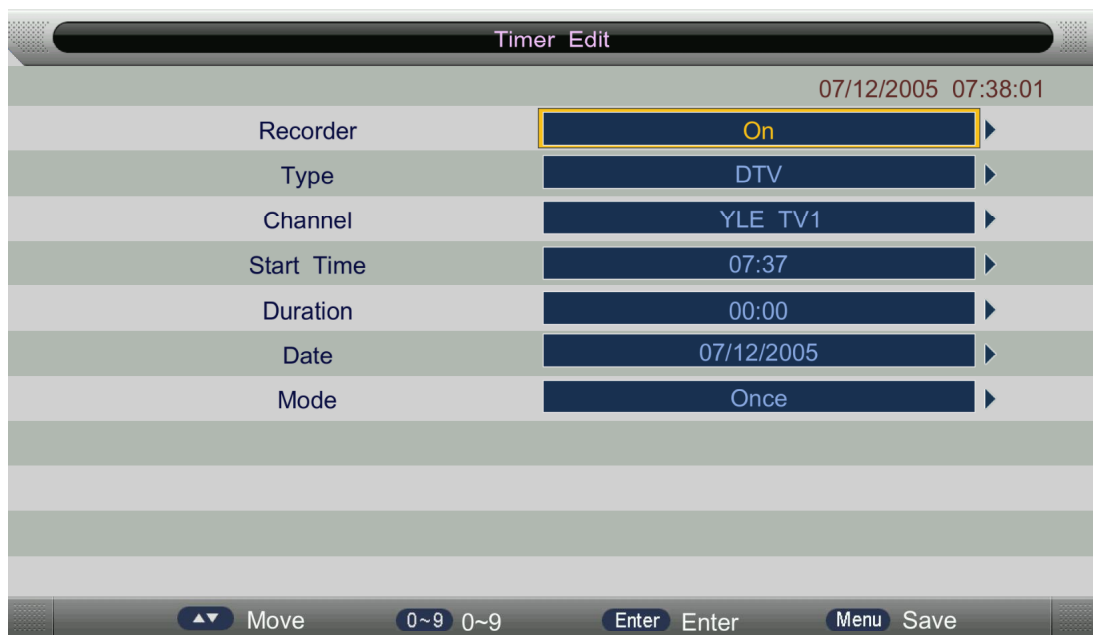 Timer Edit
07/12/2005 07:38:01
Recorder On
Type DTV
Channel YLE TV1
Start Time 07:37
Duration 00:00
Date 07/12/2005
Mode Once
▲▼ Move 0~9 0~9 Enter Enter Menu Save